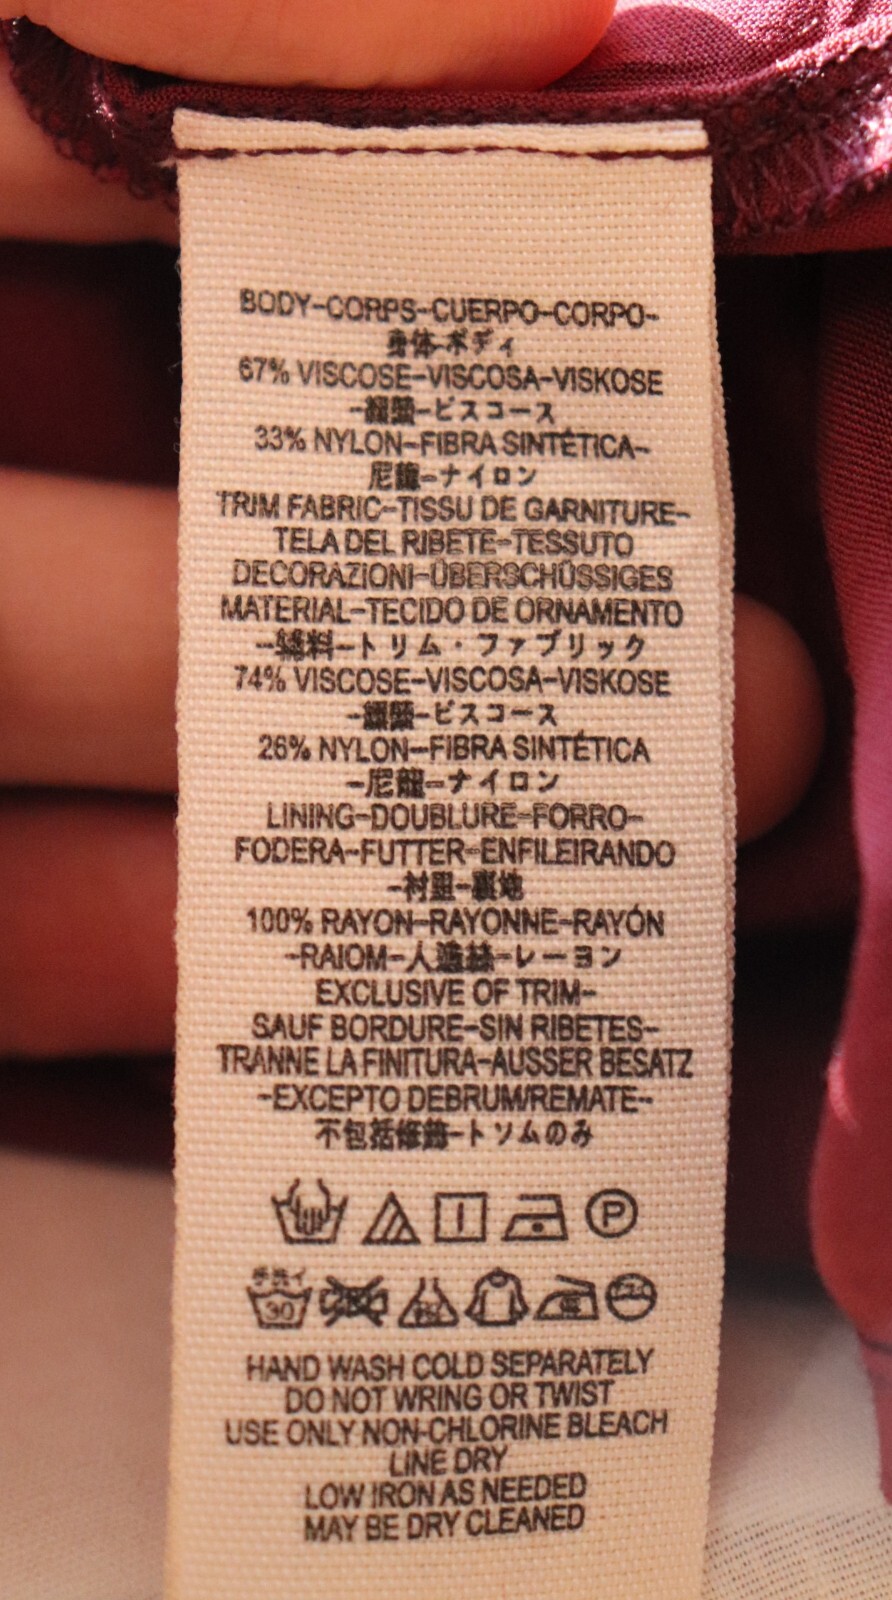 BODY-CORPS-CUERPO-CORPO-
身体-ボディ
67% VISCOSE-VISCOSA-VISKOSE
-ビスコース
33% NYLON-FIBRA SINTÉTICA-
尼龍-ナイロン
TRIM FABRIC-TISSU DE GARNITURE-
TELA DEL RIBETE-TESSUTO
DECORAZIONI-ÜBERSCHÜSSIGES
MATERIAL-TECIDO DE ORNAMENTO
-縫料-トリム・ファブリック
74% VISCOSE-VISCOSA-VISKOSE
-ビスコース
26% NYLON-FIBRA SINTÉTICA
-尼龍-ナイロン
LINING-DOUBLURE-FORRO-
FODERA-FUTTER-ENFILEIRANDO
-衬里-裏地
100% RAYON-RAYONNE-RAYÓN
-RAIOM-人造絲-レーヨン
EXCLUSIVE OF TRIM-
SAUF BORDURE-SIN RIBETES-
TRANNE LA FINITURA-AUSSER BESATZ
-EXCEPTO DEBRUM/REMATE-
不包括修飾-トソムのみ
P
手洗イ
30
HAND WASH COLD SEPARATELY
DO NOT WRING OR TWIST
USE ONLY NON-CHLORINE BLEACH
LINE DRY
LOW IRON AS NEEDED
MAY BE DRY CLEANED